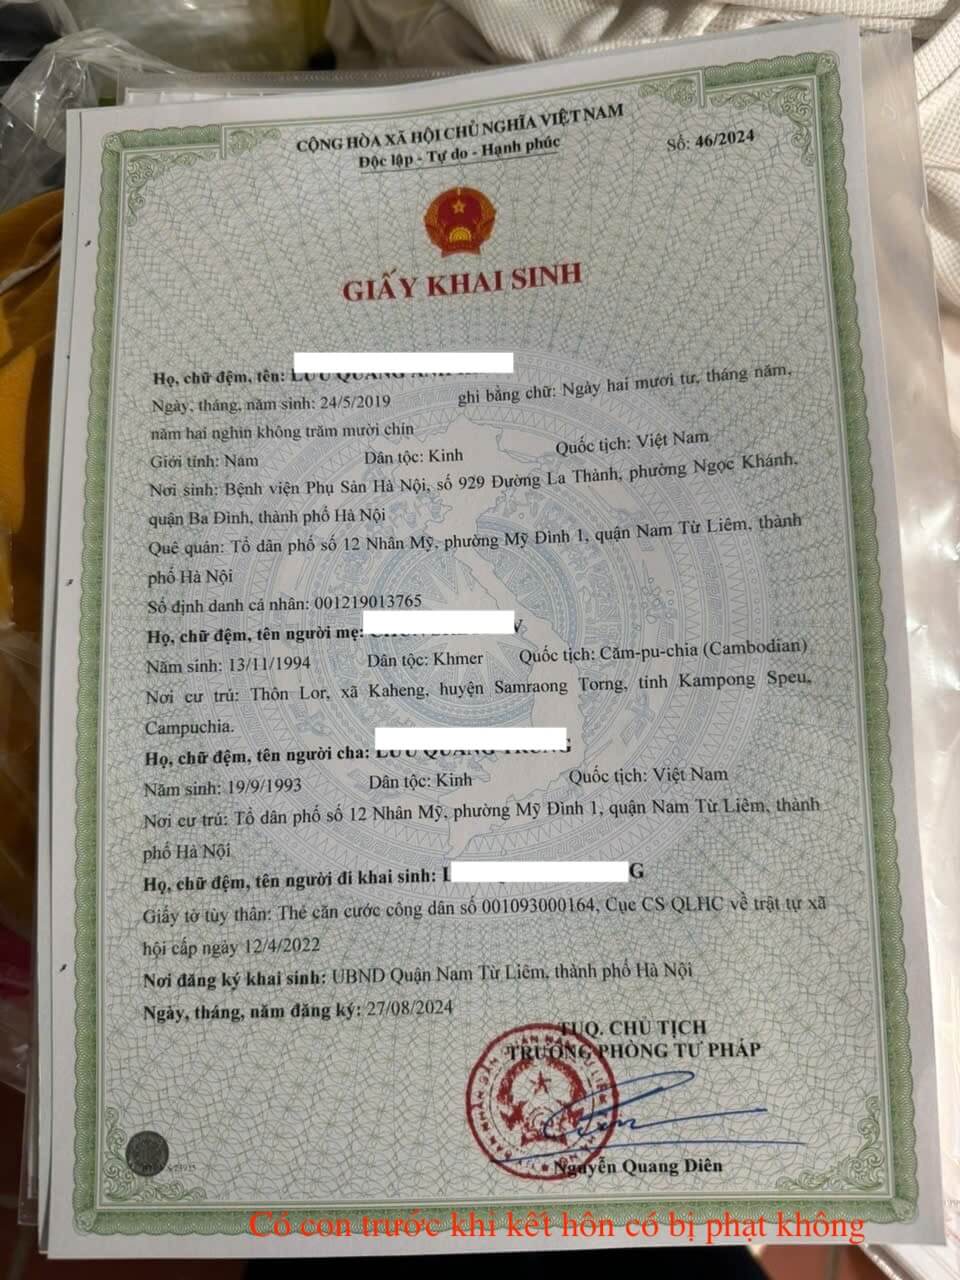 CỘNG HÒA XÃ HỘI CHỦ NGHĨA VIỆT NAM
Độc lập - Tự do - Hạnh phúc
Số: 46/2024
GIẤY KHAI SINH
Họ, chữ đệm, tên:
Ngày, tháng, năm sinh: 24/5/2019 ghi bằng chữ: Ngày hai mươi tư, tháng năm,
năm hai nghìn không trăm mười chín
Giới tính: Nam Dân tộc: Kinh Quốc tịch: Việt Nam
Nơi sinh: Bệnh viện Phụ Sản Hà Nội, số 929 Đường La Thành, phường Ngọc Khánh,
quận Ba Đình, thành phố Hà Nội
Quê quán: Tổ dân phố số 12 Nhân Mỹ, phường Mỹ Đình 1, quận Nam Từ Liêm, thành
phố Hà Nội
Số định danh cá nhân: 001219013765
Họ, chữ đệm, tên người mẹ:
Năm sinh: 13/11/1994 Dân tộc: Khmer Quốc tịch: Căm-pu-chia (Cambodian)
Nơi cư trú: Thôn Lor, xã Kaheng, huyện Samraong Torng, tỉnh Kampong Speu,
Campuchia.
Họ, chữ đệm, tên người cha:
Năm sinh: 19/9/1993 Dân tộc: Kinh Quốc tịch: Việt Nam
Nơi cư trú: Tổ dân phố số 12 Nhân Mỹ, phường Mỹ Đình 1, quận Nam Từ Liêm, thành
phố Hà Nội
Họ, chữ đệm, tên người đi khai sinh:
Giấy tờ tùy thân: Thẻ căn cước công dân số 001093000164, Cục CS QLHC về trật tự xã
hội cấp ngày 12/4/2022
Nơi đăng ký khai sinh: UBND Quận Nam Từ Liêm, thành phố Hà Nội
Ngày, tháng, năm đăng ký: 27/08/2024
TUQ. CHỦ TỊCH
TRƯỞNG PHÒNG TƯ PHÁP
Nguyễn Quang Diên
Có con trước khi kết hôn có bị phạt không